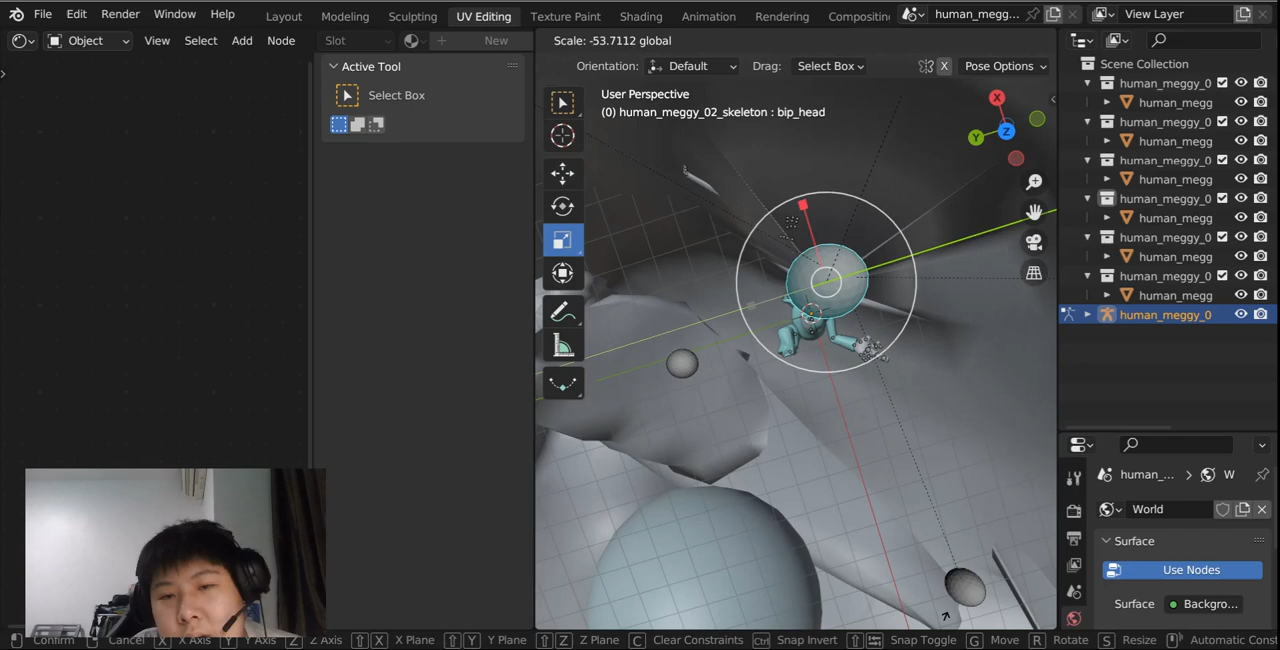 File Edit Render Window Help Layout Modeling Sculpting UV Editing Texture Paint Shading Animation Rendering Compositin human_megg... View Layer
Object View Select Add Node Slot New Scale: -53.7112 global
Active Tool
Select Box
Orientation: Default Drag: Select Box X Pose Options
User Perspective
(0) human_meggy_02_skeleton : bip_head
X
Y
Z
Scene Collection
human_meggy_0
human_megg
human_meggy_0
human_megg
human_meggy_0
human_megg
human_meggy_0
human_megg
human_meggy_0
human_megg
human_meggy_0
human_megg
human_meggy_0
human_... W
World
Surface
Use Nodes
Surface Backgro...
Confirm Cancel X X Axis Y Y Axis Z Z Axis X X Plane Y Y Plane Z Z Plane C Clear Constraints Ctrl Snap Invert Snap Toggle G Move R Rotate S Resize Automatic Const